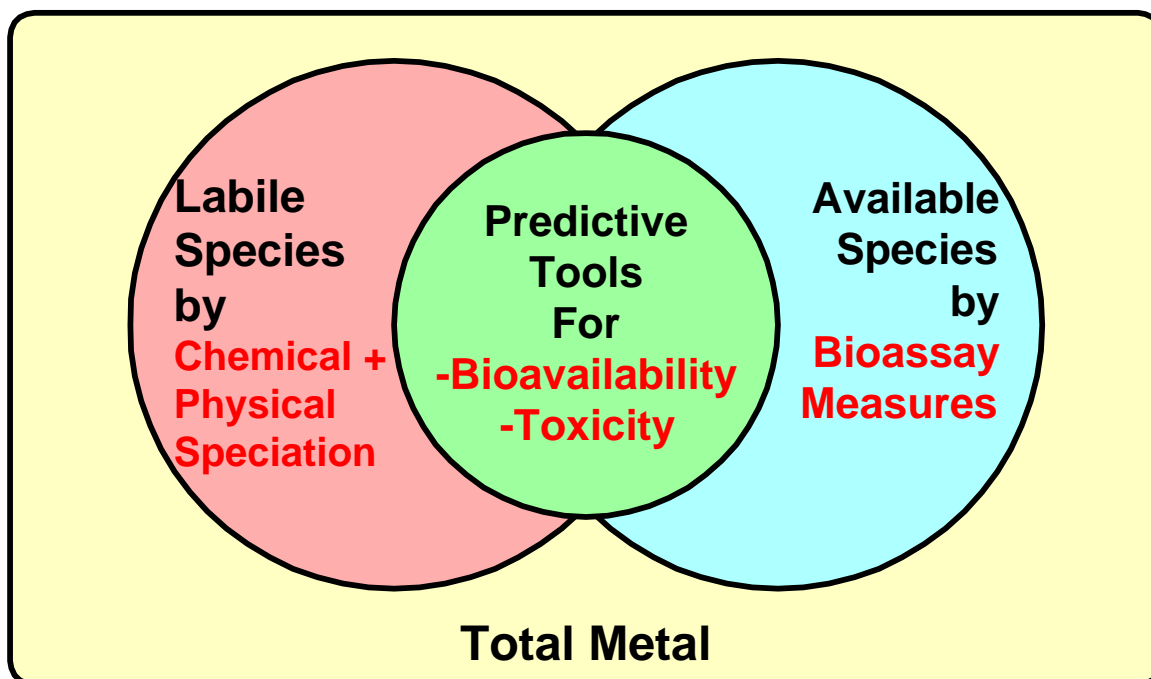 Labile
Species
by
Chemical +
Physical
Speciation
Predictive
Tools
For
-Bioavailability
-Toxicity
Available
Species
by
Bioassay
Measures
Total Metal